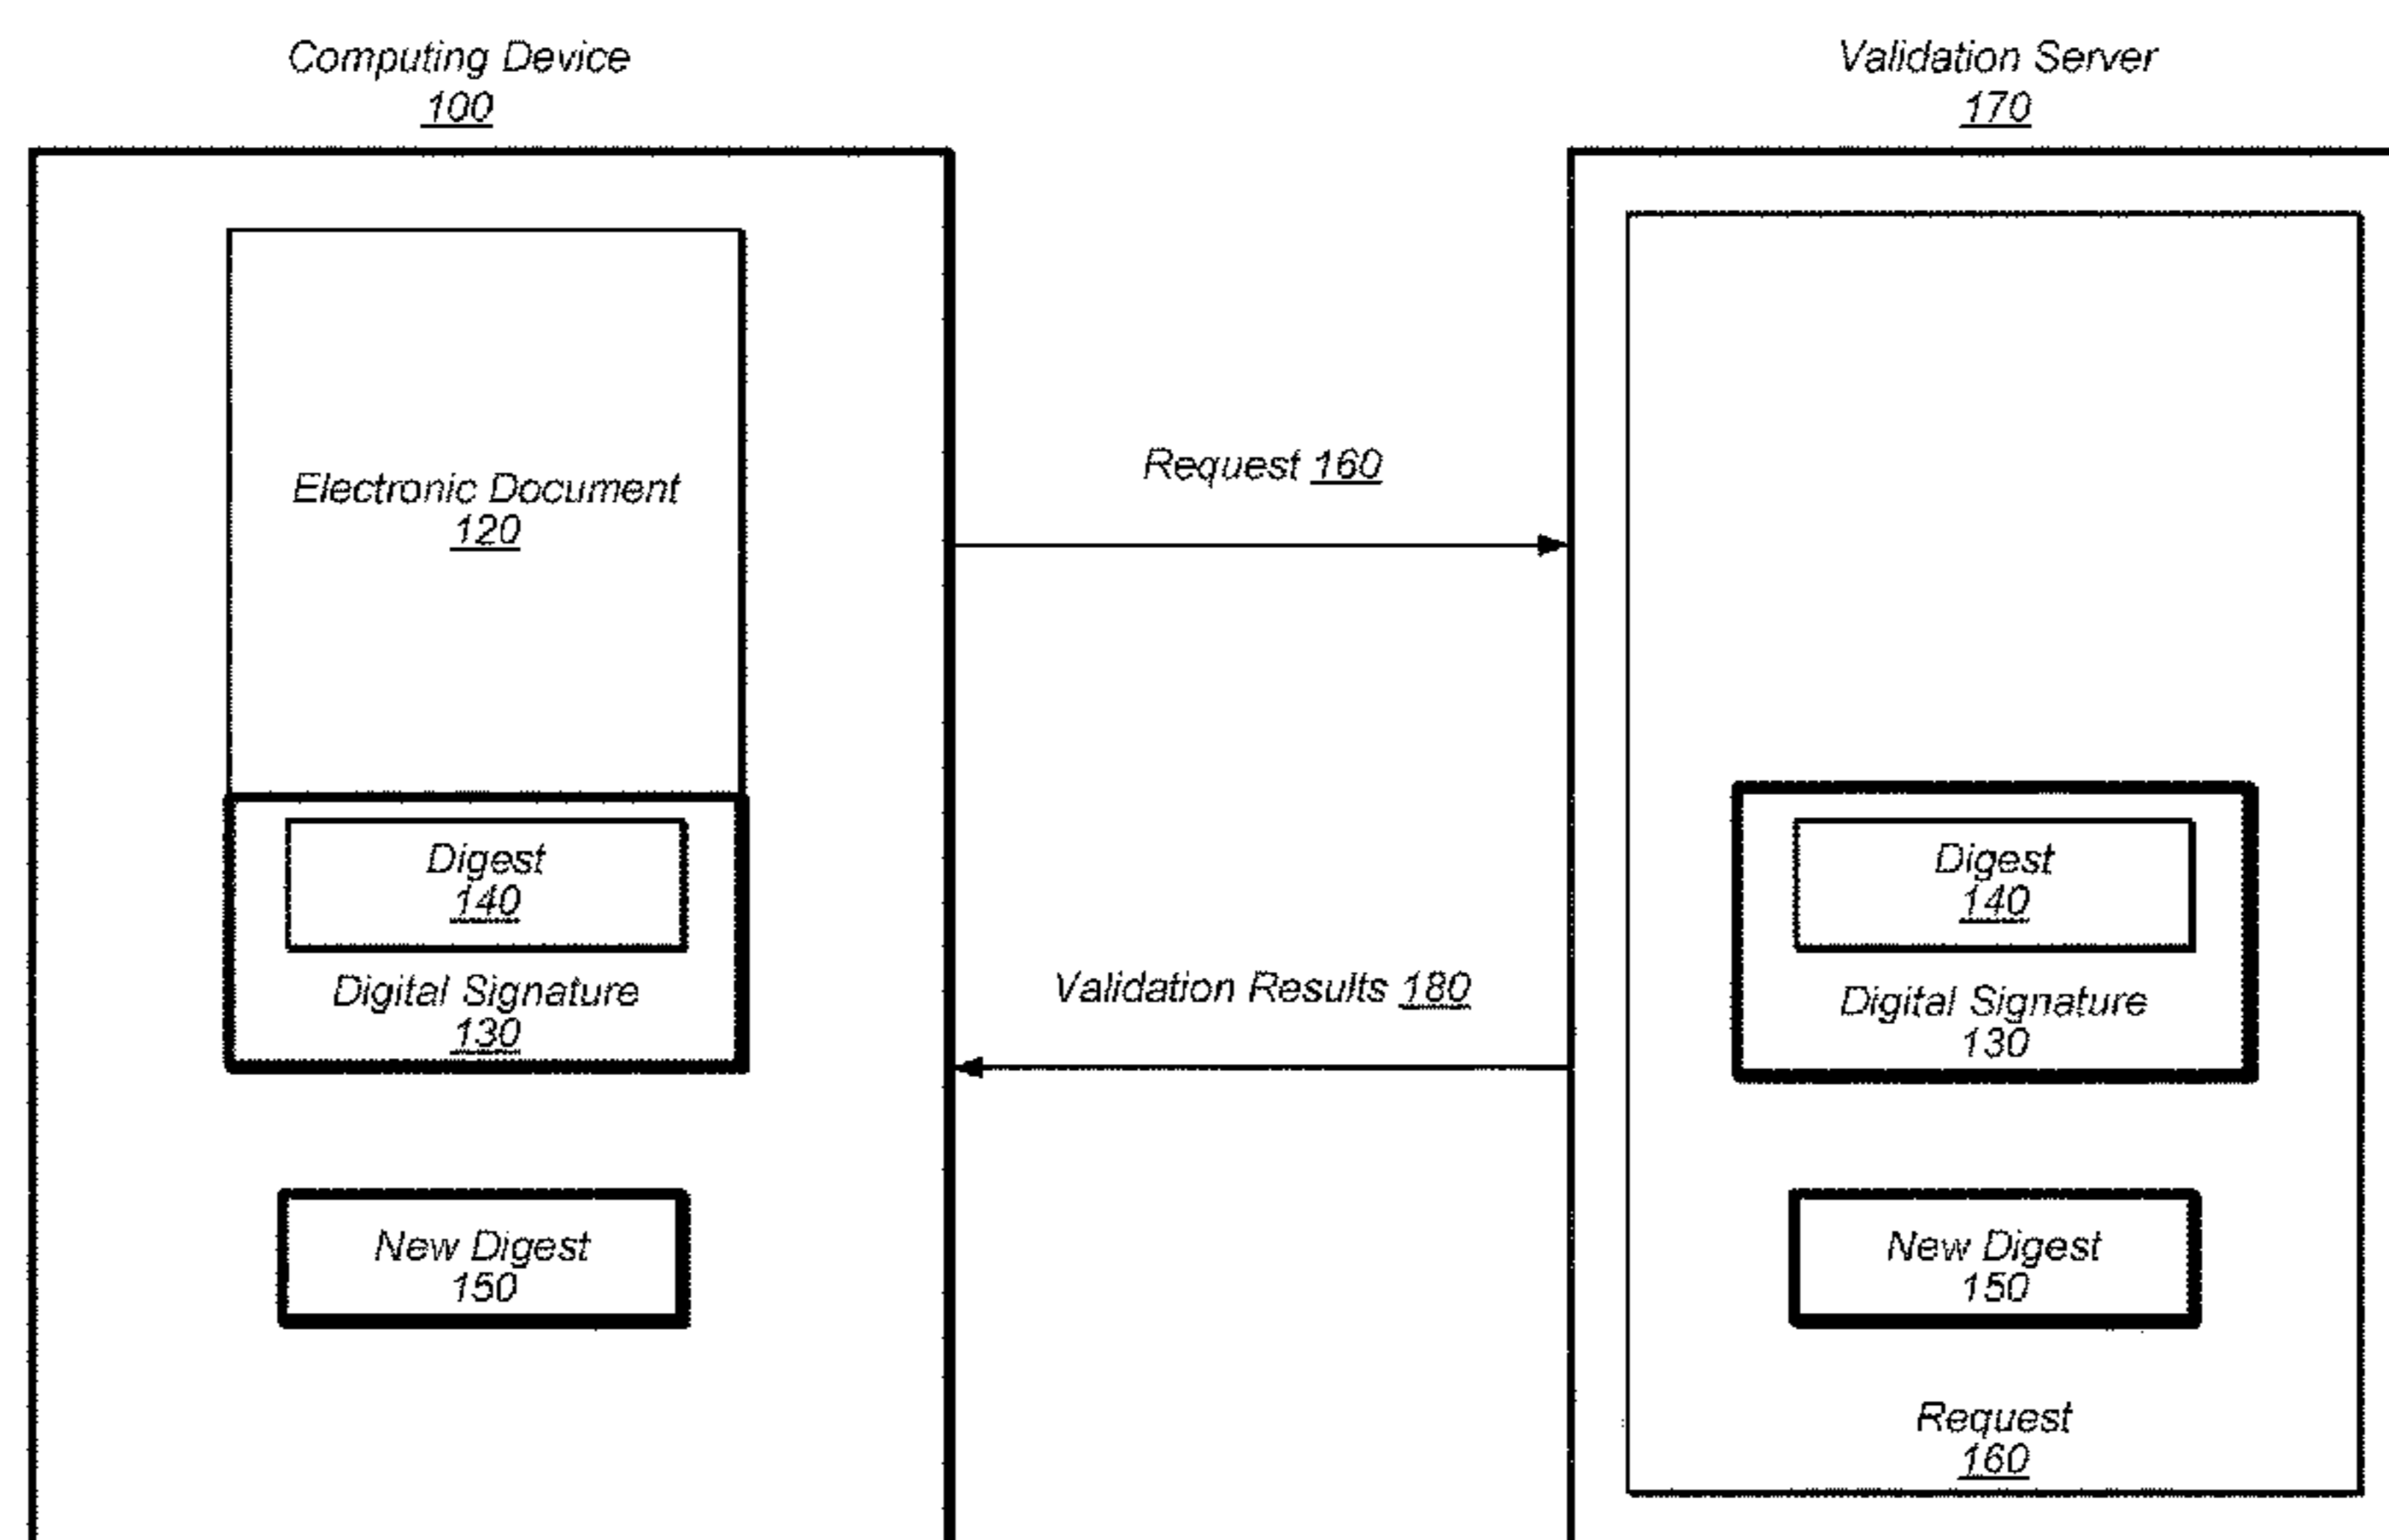 Computing Device
100
Validation Server
170
Electronic Document
120
Request 160
Digest
140
Digital Signature
130
Validation Results 180
Digest
140
Digital Signature
130
New Digest
150
New Digest
150
Request
160